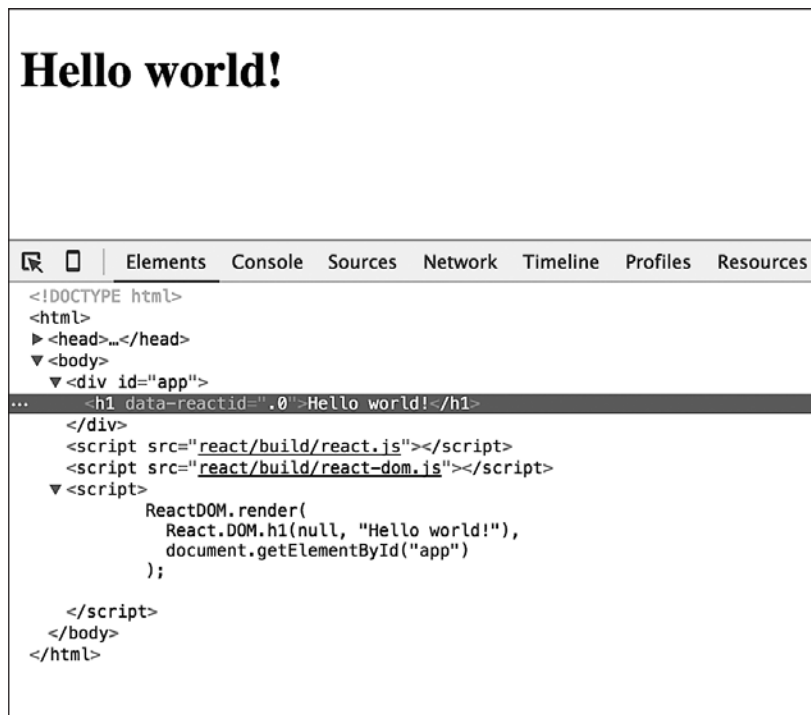 Hello world!
Elements Console Sources Network Timeline Profiles Resources
<!DOCTYPE html>
<html>
<head>…</head>
<body>
<div id="app">
... <h1 data-reactid=".0">Hello world!</h1>
</div>
<script src="react/build/react.js"></script>
<script src="react/build/react-dom.js"></script>
<script>
ReactDOM.render(
React.DOM.h1(null, "Hello world!"),
document.getElementById("app")
);
</script>
</body>
</html>